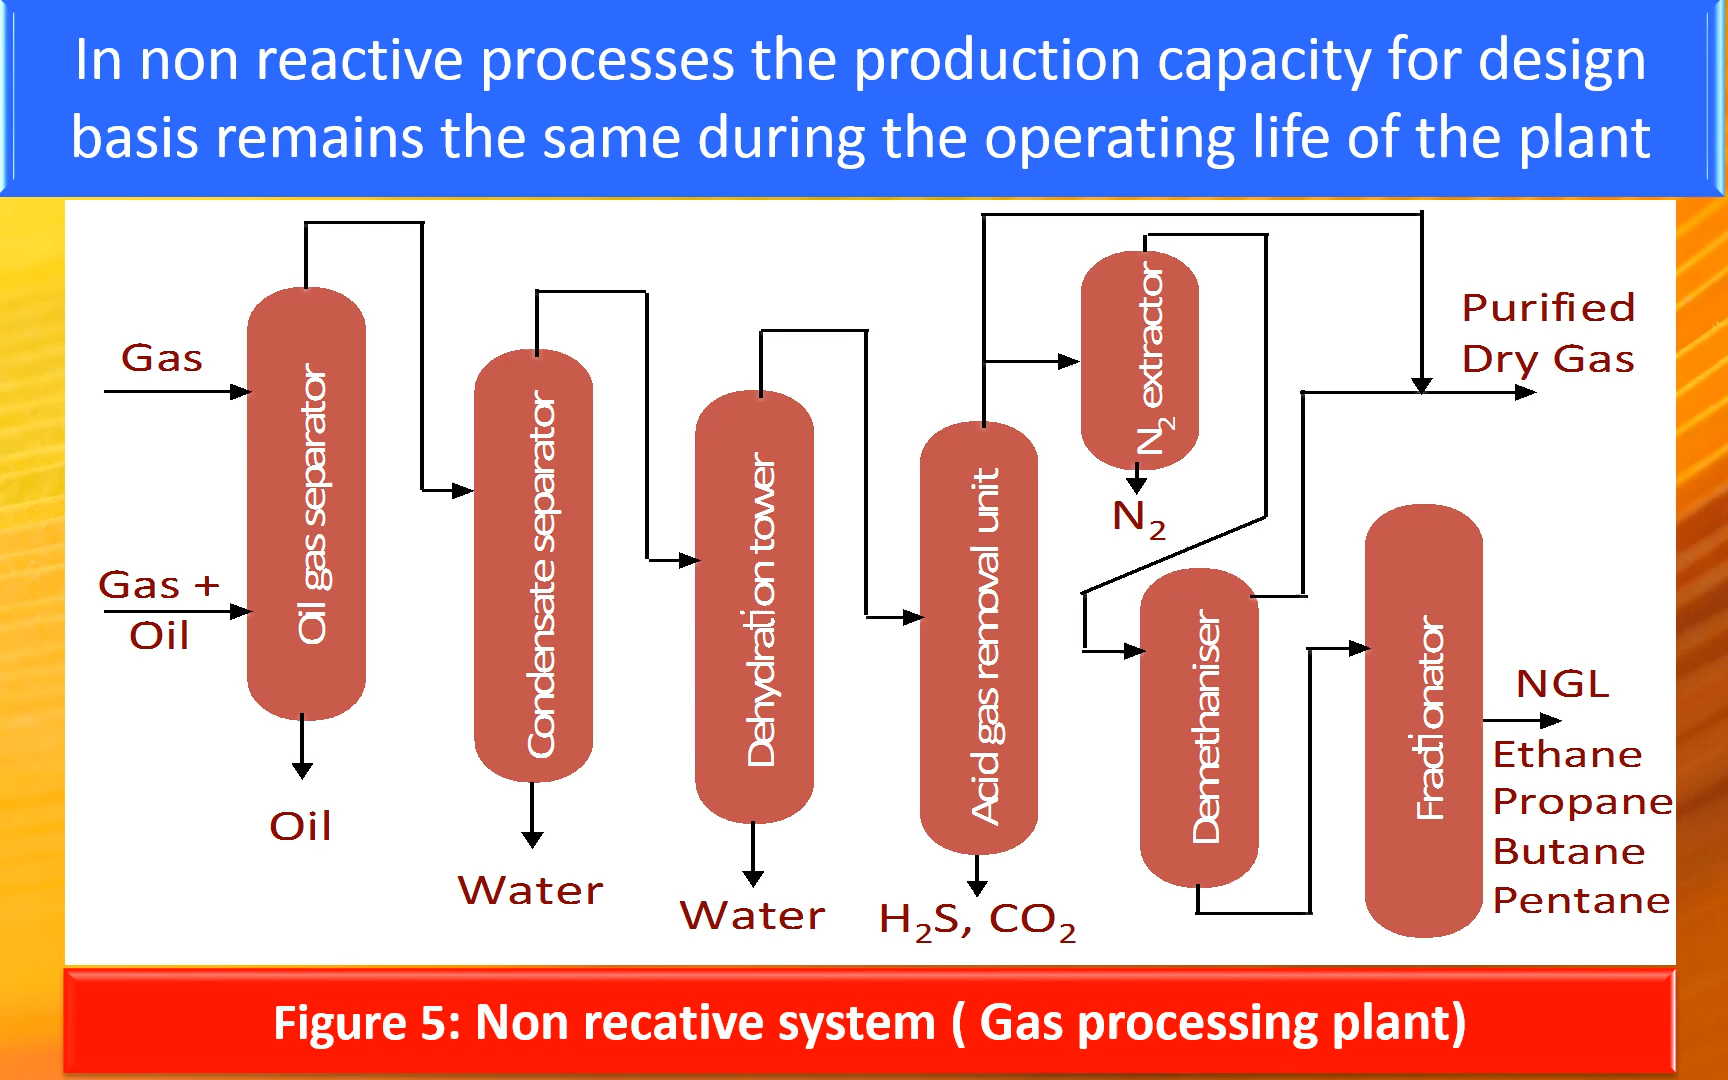 In non reactive processes the production capacity for design
basis remains the same during the operating life of the plant
Gas
Gas +
Oil
Oil gas separator
Oil
Condensate separator
Water
Dehydration tower
Water
Acid gas removal unit
H₂S, CO₂
N₂ extractor
N₂
Demethaniser
Purified
Dry Gas
Fractionator
NGL
Ethane
Propane
Butane
Pentane
Figure 5: Non recative system ( Gas processing plant)